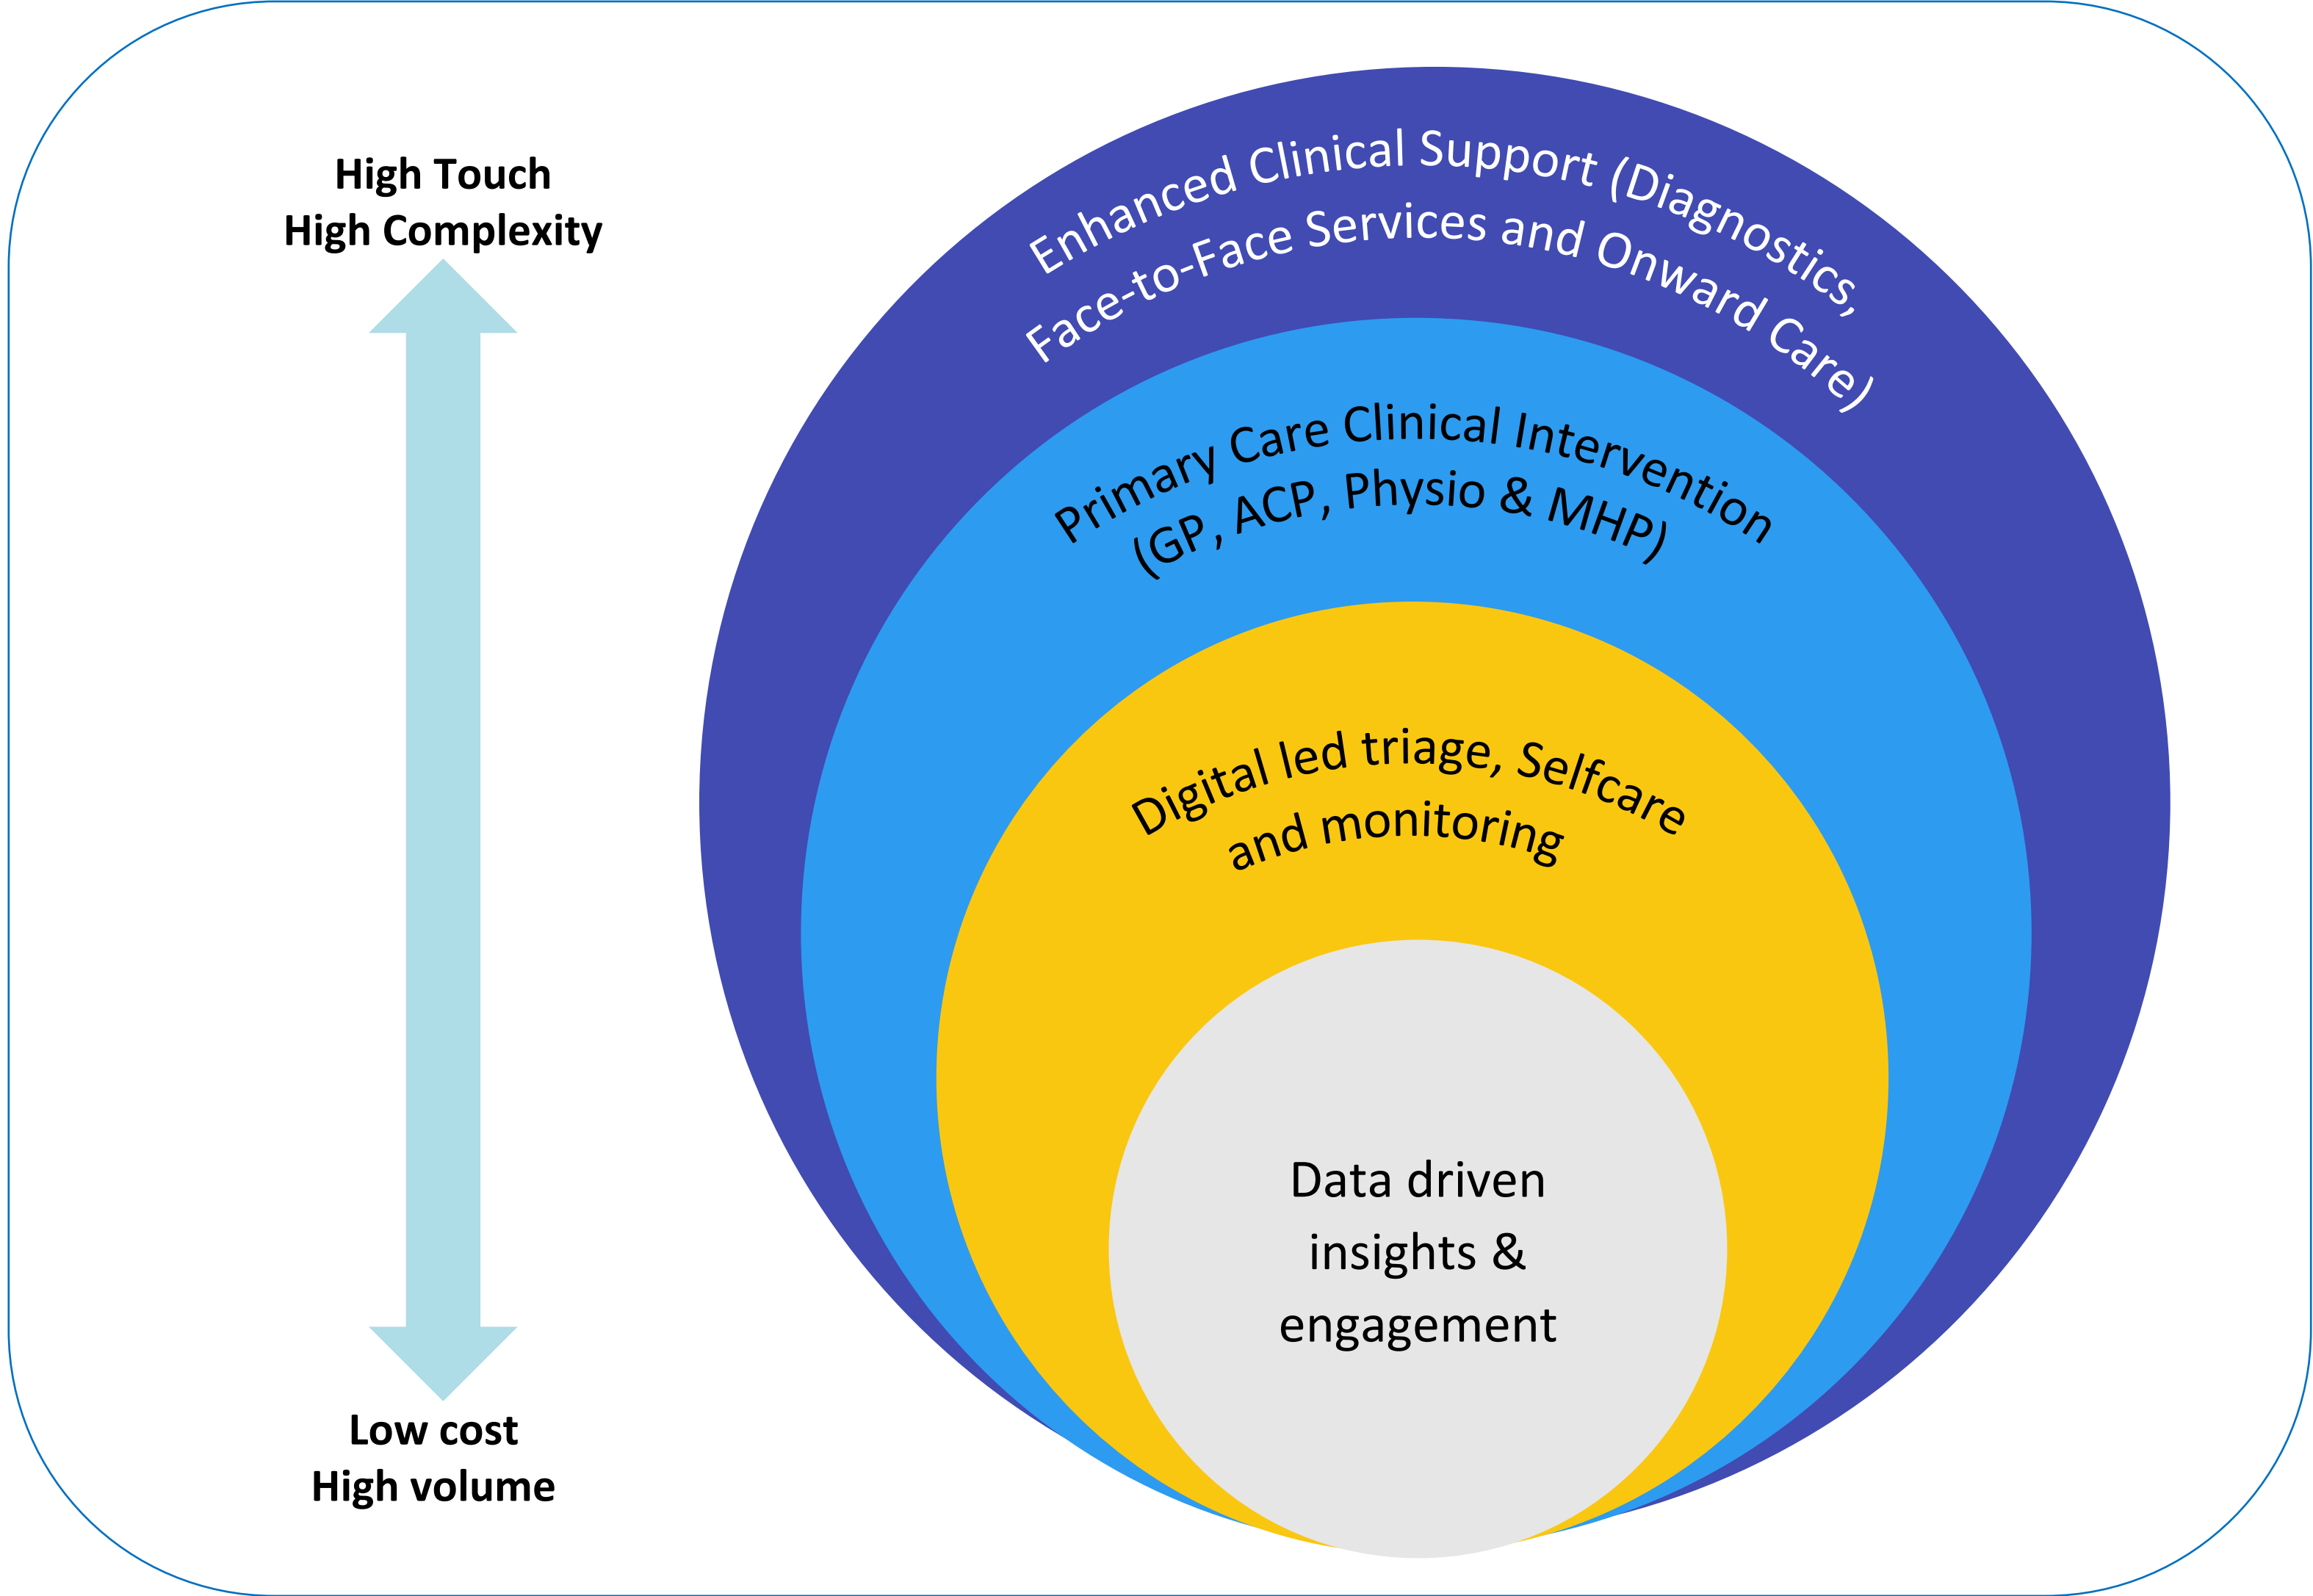 High Touch
High Complexity
Enhanced Clinical Support (Diagnostics,
Face-to-Face Services and Onward Care)
Primary Care Clinical Intervention
(GP, ACP, Physio & MHP)
Digital led triage, Selfcare
and monitoring
Data driven
insights &
engagement
Low cost
High volume